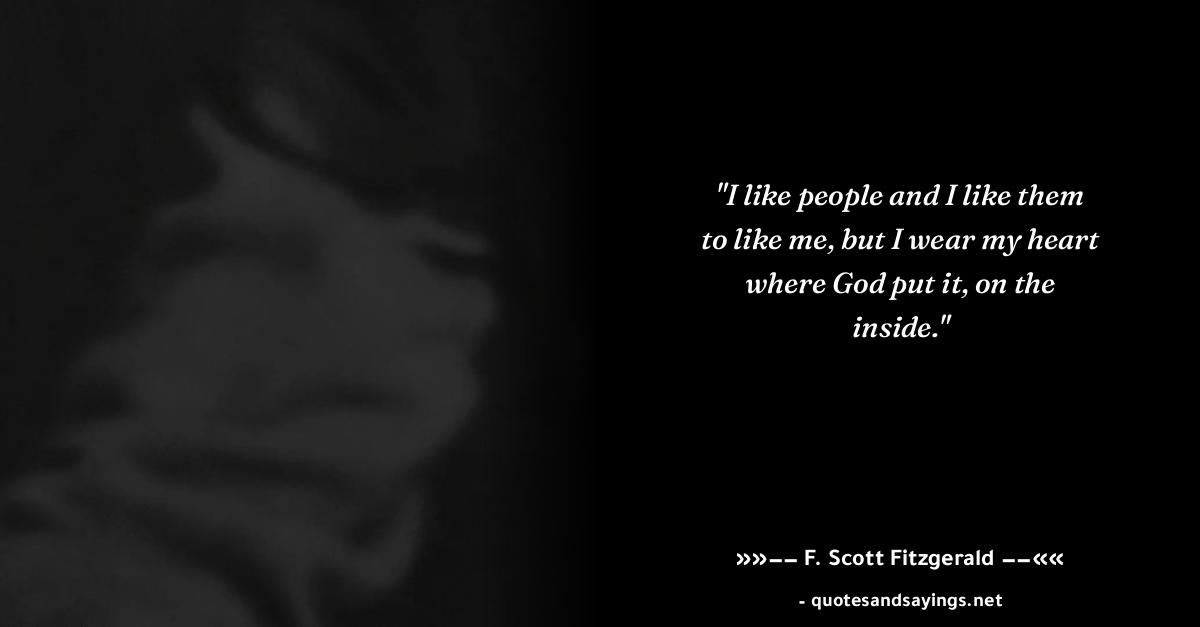 "I like people and I like them
to like me, but I wear my heart
where God put it, on the
inside."
»»−− F. Scott Fitzgerald −−««
- quotesandsayings.net